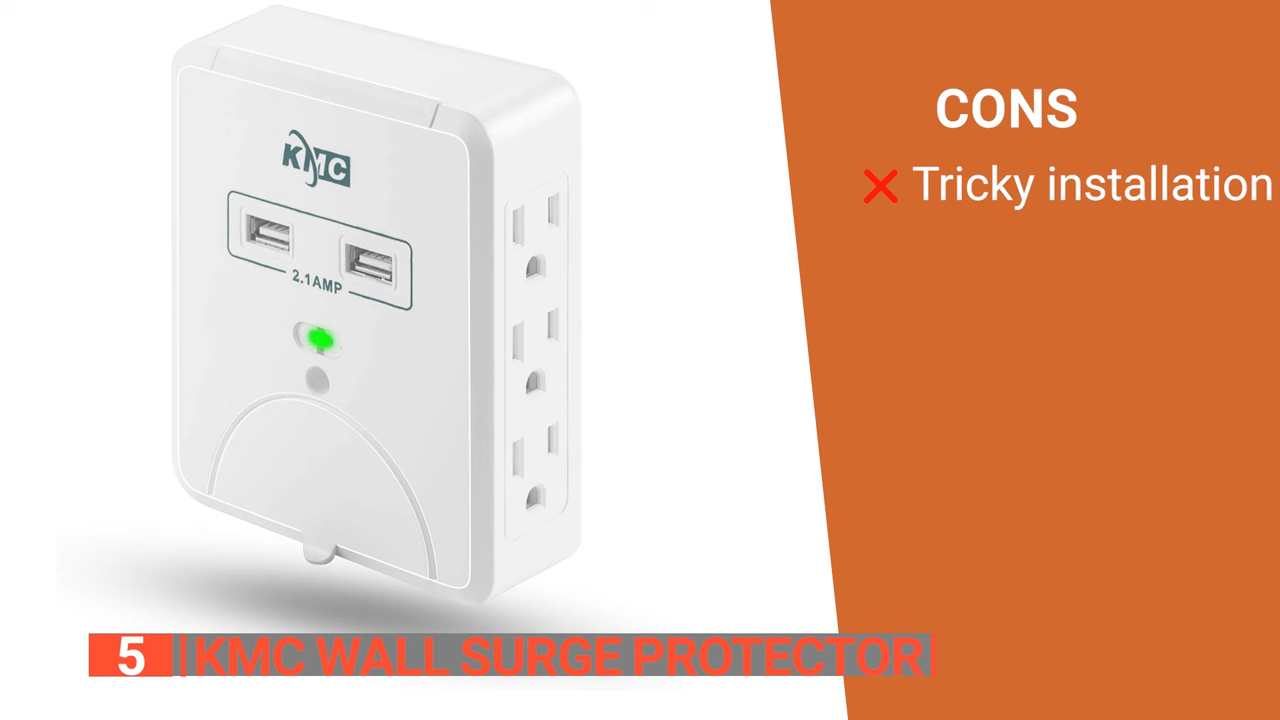 KMC
2.1AMP
CONS
Tricky installation
5 KMC WALL SURGE PROTECTOR